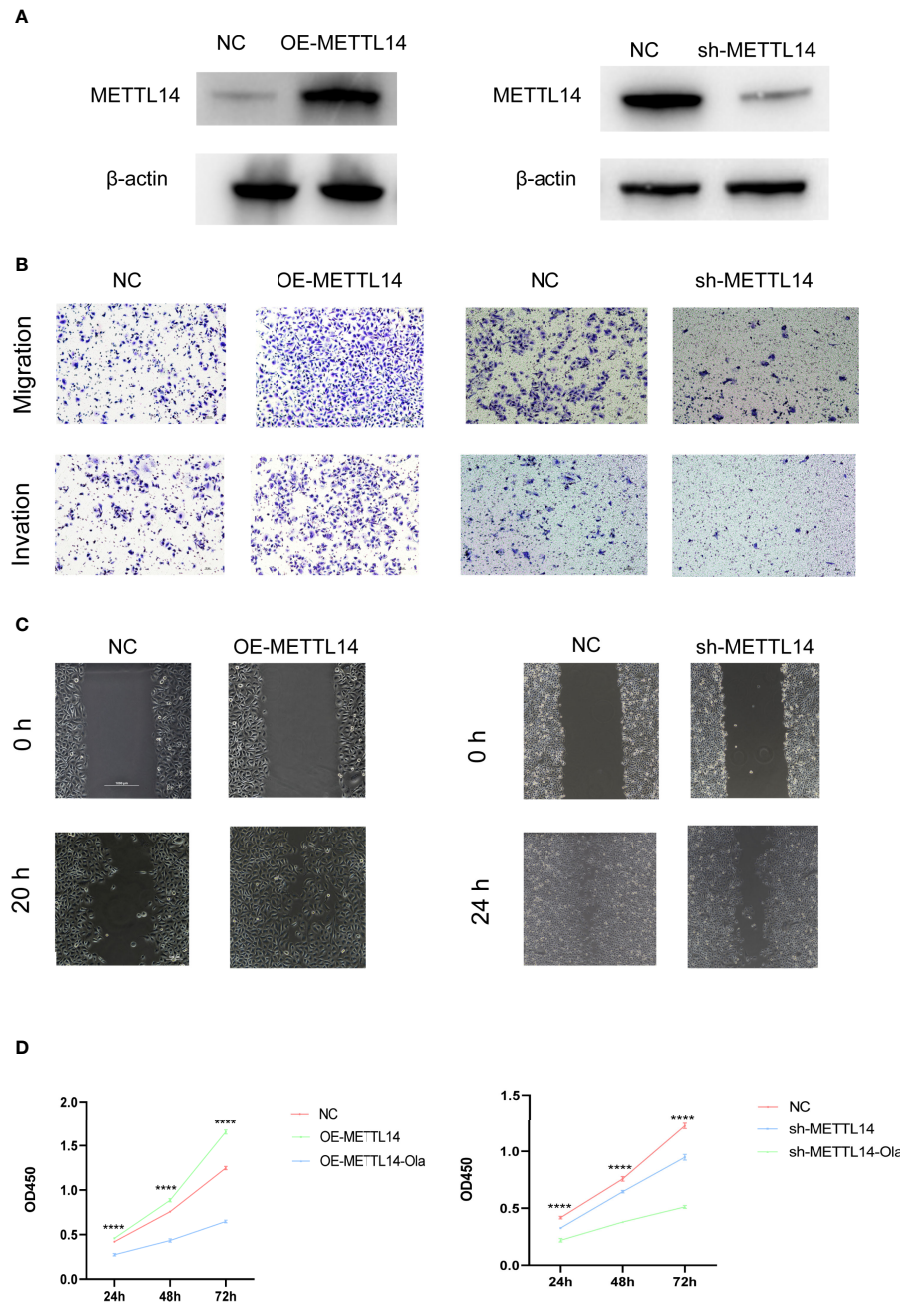 A
NC OE-METTL14
METTL14
β-actin
NC sh-METTL14
METTL14
β-actin
B
NC OE-METTL14 NC sh-METTL14
Migration
Invation
C
NC OE-METTL14 NC sh-METTL14
0 h
20 h
0 h
24 h
D
2.0
1.5
1.0
0.5
0.0
OD450
24h 48h 72h
**** **** ****
NC
OE-METTL14
OE-METTL14-Ola
1.5
1.0
0.5
0.0
OD450
24h 48h 72h
**** **** ****
NC
sh-METTL14
sh-METTL14-Ola